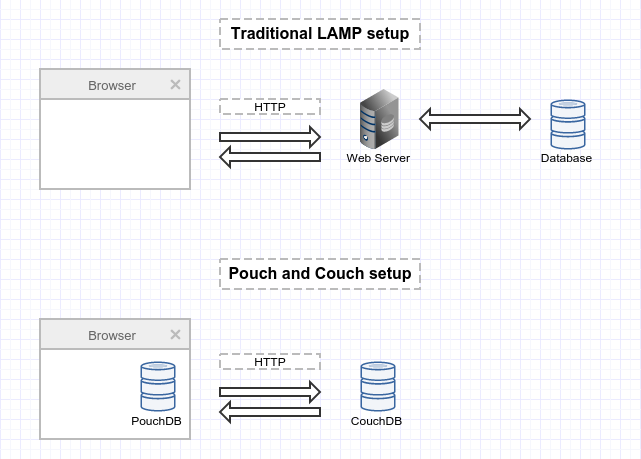 Traditional LAMP setup
Browser
HTTP
Web Server
Database
Pouch and Couch setup
Browser
HTTP
PouchDB
CouchDB